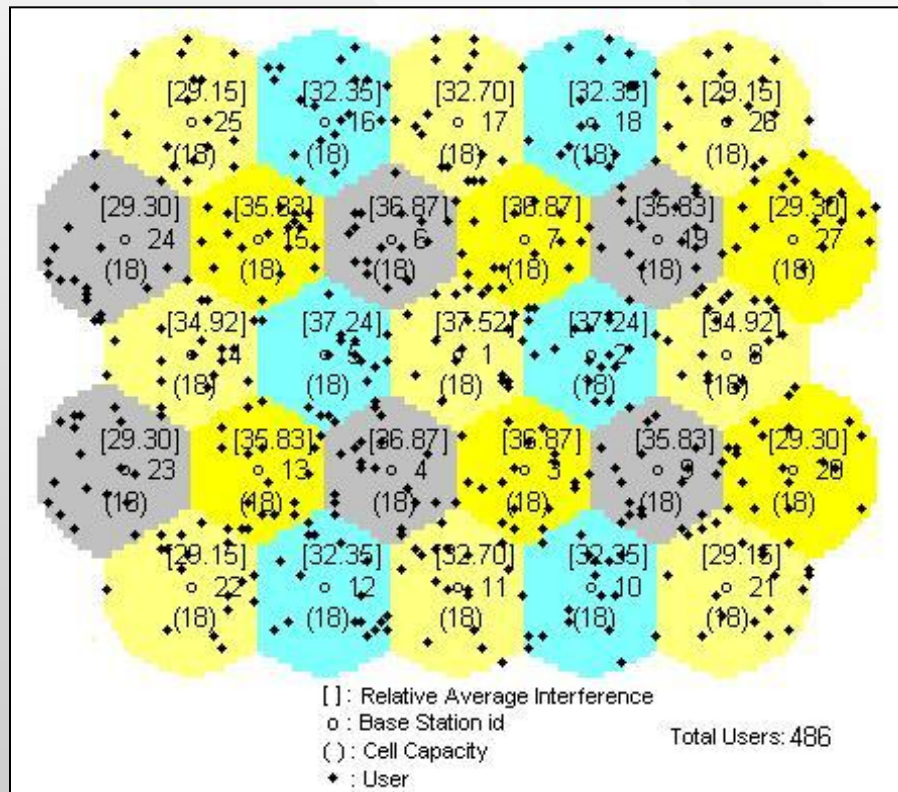 [29.15] [32.35] [32.70] [32.35] [29.15]
25 16 17 18 26
(18) (18) (18) (18) (18)
[29.30] [35.83] [36.87] [36.87] [35.83] [29.30]
24 15 6 7 19 27
(18) (18) (18) (18) (18) (18)
[34.92] [37.24] [37.52] [37.24] [34.92]
14 5 1 2 8
(18) (18) (18) (18) (18)
[29.30] [35.83] [36.87] [36.87] [35.83] [29.30]
23 13 4 3 9 20
(18) (18) (18) (18) (18) (18)
[29.15] [32.35] [32.70] [32.35] [29.15]
22 12 11 10 21
(18) (18) (18) (18) (18)
[ ] : Relative Average Interference
o : Base Station id
( ) : Cell Capacity
Total Users: 486
♦ : User